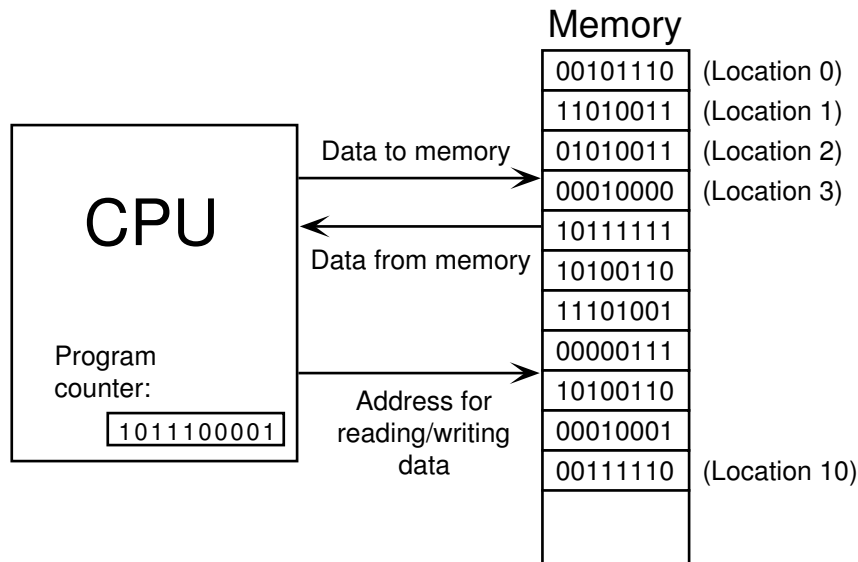 Memory
00101110 (Location 0)
11010011 (Location 1)
01010011 (Location 2)
00010000 (Location 3)
10111111
10100110
11101001
00000111
10100110
00010001
00111110 (Location 10)
CPU
Program
counter:
1011100001
Data to memory
Data from memory
Address for
reading/writing
data